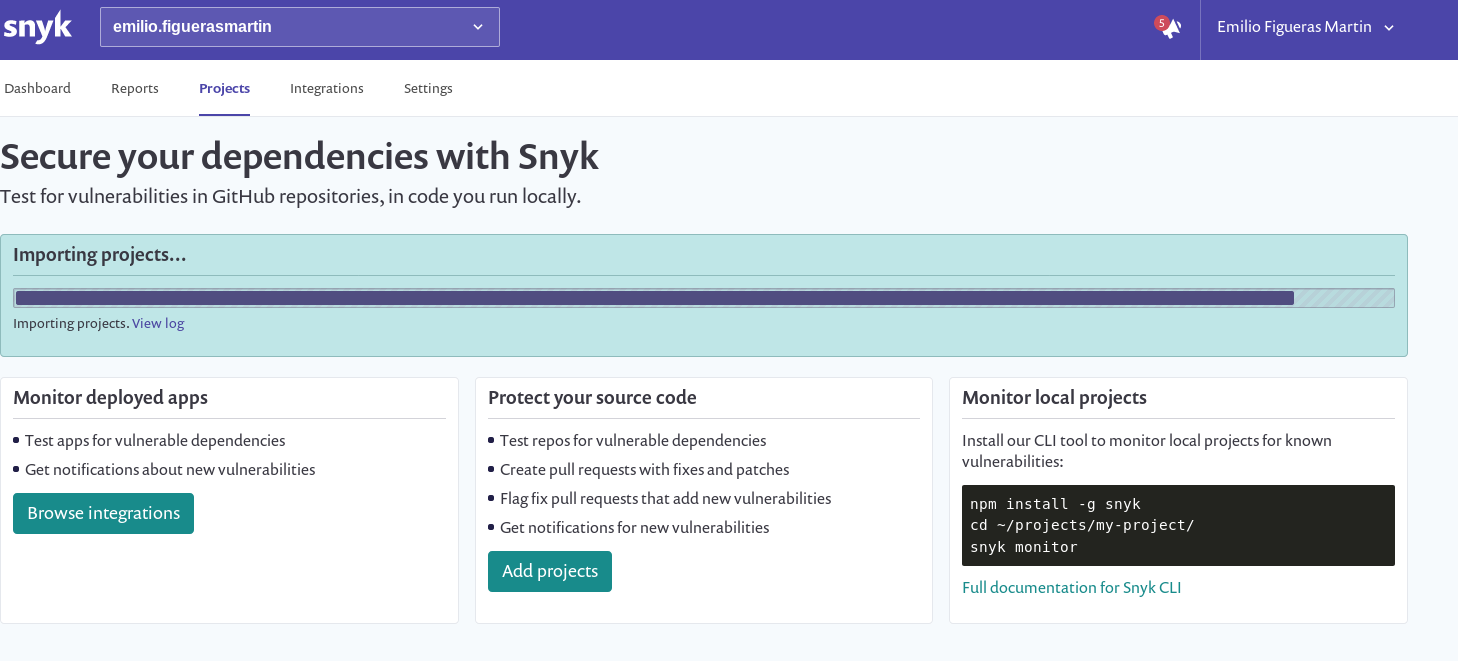 snyk
emilio.figuerasmartin
5
Emilio Figueras Martin
Dashboard
Reports
Projects
Integrations
Settings
Secure your dependencies with Snyk
Test for vulnerabilities in GitHub repositories, in code you run locally.
Importing projects...
Importing projects. View log
Monitor deployed apps
Test apps for vulnerable dependencies
Get notifications about new vulnerabilities
Browse integrations
Protect your source code
Test repos for vulnerable dependencies
Create pull requests with fixes and patches
Flag fix pull requests that add new vulnerabilities
Get notifications for new vulnerabilities
Add projects
Monitor local projects
Install our CLI tool to monitor local projects for known
vulnerabilities:
npm install -g snyk
cd ~/projects/my-project/
snyk monitor
Full documentation for Snyk CLI